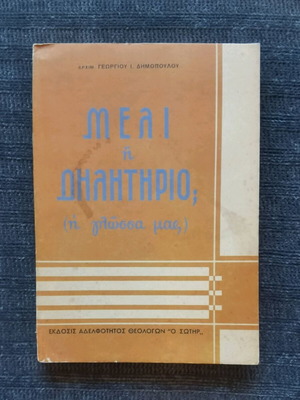 ΑΡΧΙΜ. ΓΕΩΡΓΙΟΥ Ι. ΔΗΜΟΠΟΥΛΟΥ
ΜΕΛΙ
ἤ
ΔΗΛΗΤΗΡΙΟ;
(ἡ γλῶσσα μας)
ΕΚΔΟΣΙΣ ΑΔΕΛΦΟΤΗΤΟΣ ΘΕΟΛΟΓΩΝ "Ο ΣΩΤΗΡ„